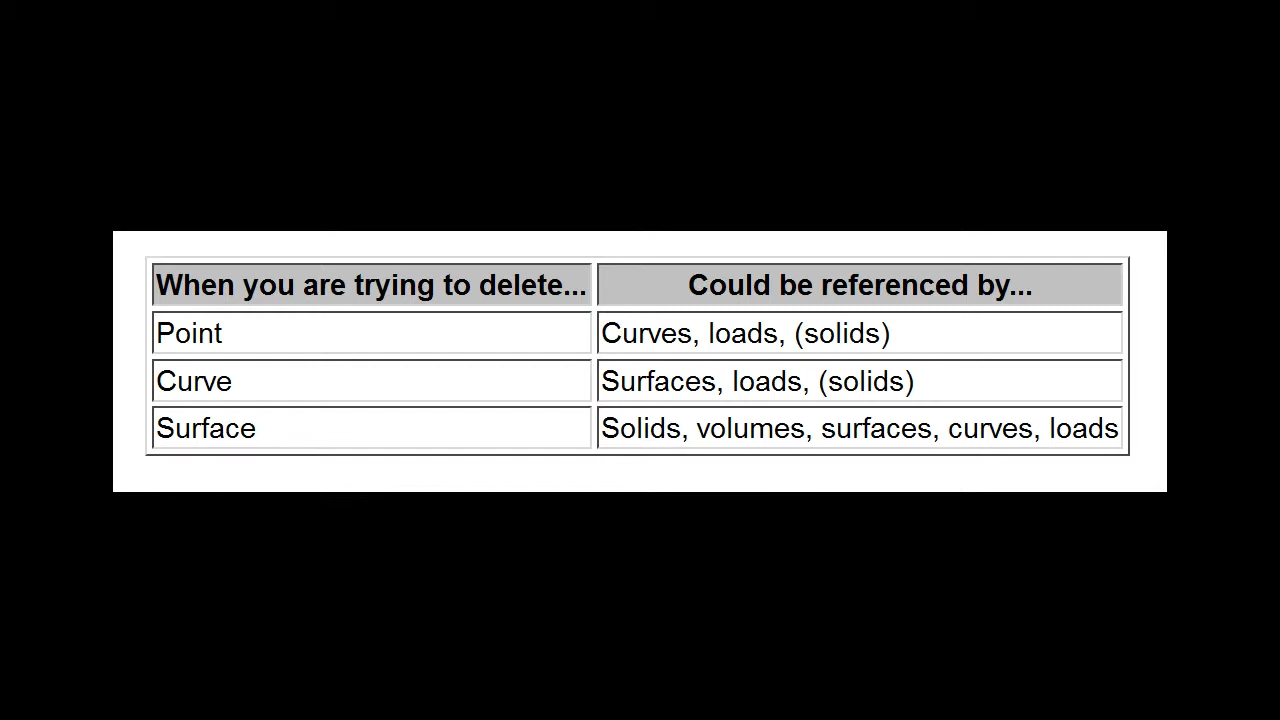 When you are trying to delete... Could be referenced by...
Point Curves, loads, (solids)
Curve Surfaces, loads, (solids)
Surface Solids, volumes, surfaces, curves, loads